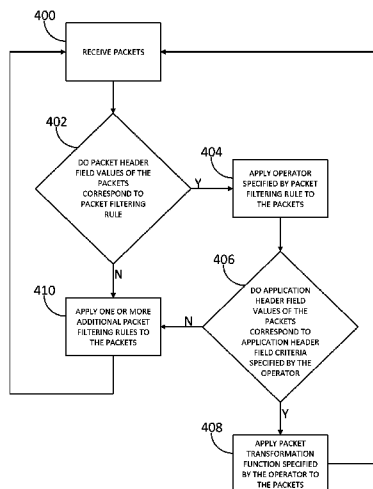 400
RECEIVE PACKETS
402
DO PACKET HEADER
FIELD VALUES OF THE
PACKETS
CORRESPOND TO
PACKET FILTERING
RULE
Y
N
404
APPLY OPERATOR
SPECIFIED BY PACKET
FILTERING RULE TO
THE PACKETS
406
DO APPLICATION
HEADER FIELD
VALUES OF THE
PACKETS
CORRESPOND TO
APPLICATION HEADER
FIELD CRITERIA
SPECIFIED BY THE
OPERATOR
N
Y
410
APPLY ONE OR MORE
ADDITIONAL PACKET
FILTERING RULES TO
THE PACKETS
408
APPLY PACKET
TRANSFORMATION
FUNCTION SPECIFIED
BY THE OPERATOR TO
THE PACKETS